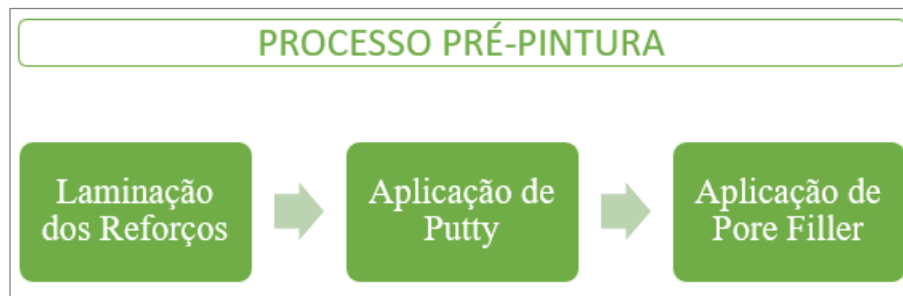 PROCESSO PRÉ-PINTURA
Laminação
dos Reforços
Aplicação de
Putty
Aplicação de
Pore Filler